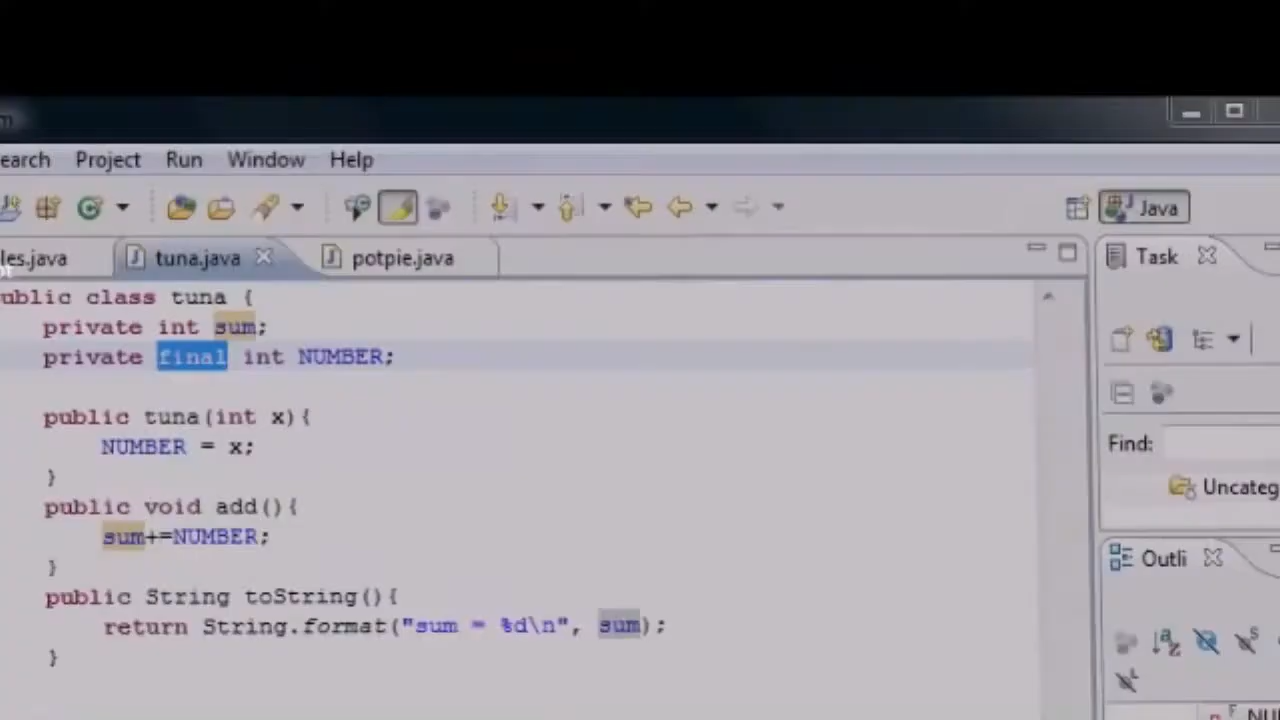 m
earch Project Run Window Help
Java
les.java tuna.java potpie.java
Task
ublic class tuna {
private int sum;
private final int NUMBER;
public tuna(int x){
NUMBER = x;
}
public void add(){
sum+=NUMBER;
}
public String toString(){
return String.format("sum = %d\n", sum);
}
Find:
Uncateg
Outli
NU